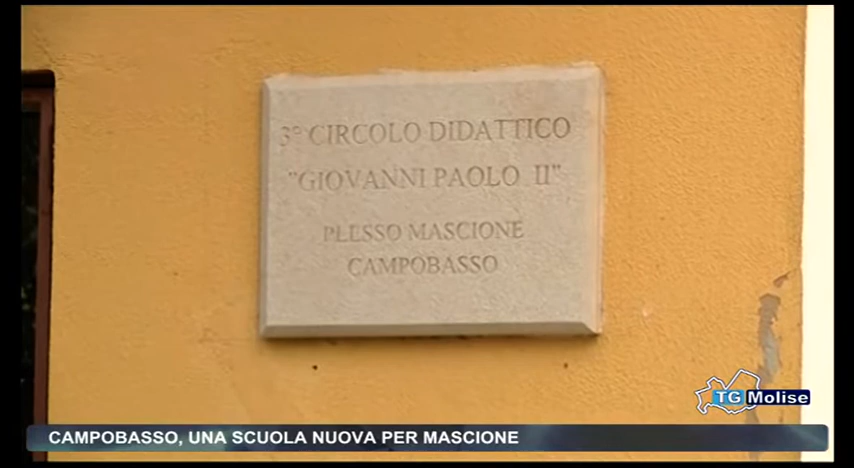 3° CIRCOLO DIDATTICO
"GIOVANNI PAOLO II"
PLESSO MASCIONE
CAMPOBASSO
TG Molise
CAMPOBASSO, UNA SCUOLA NUOVA PER MASCIONE